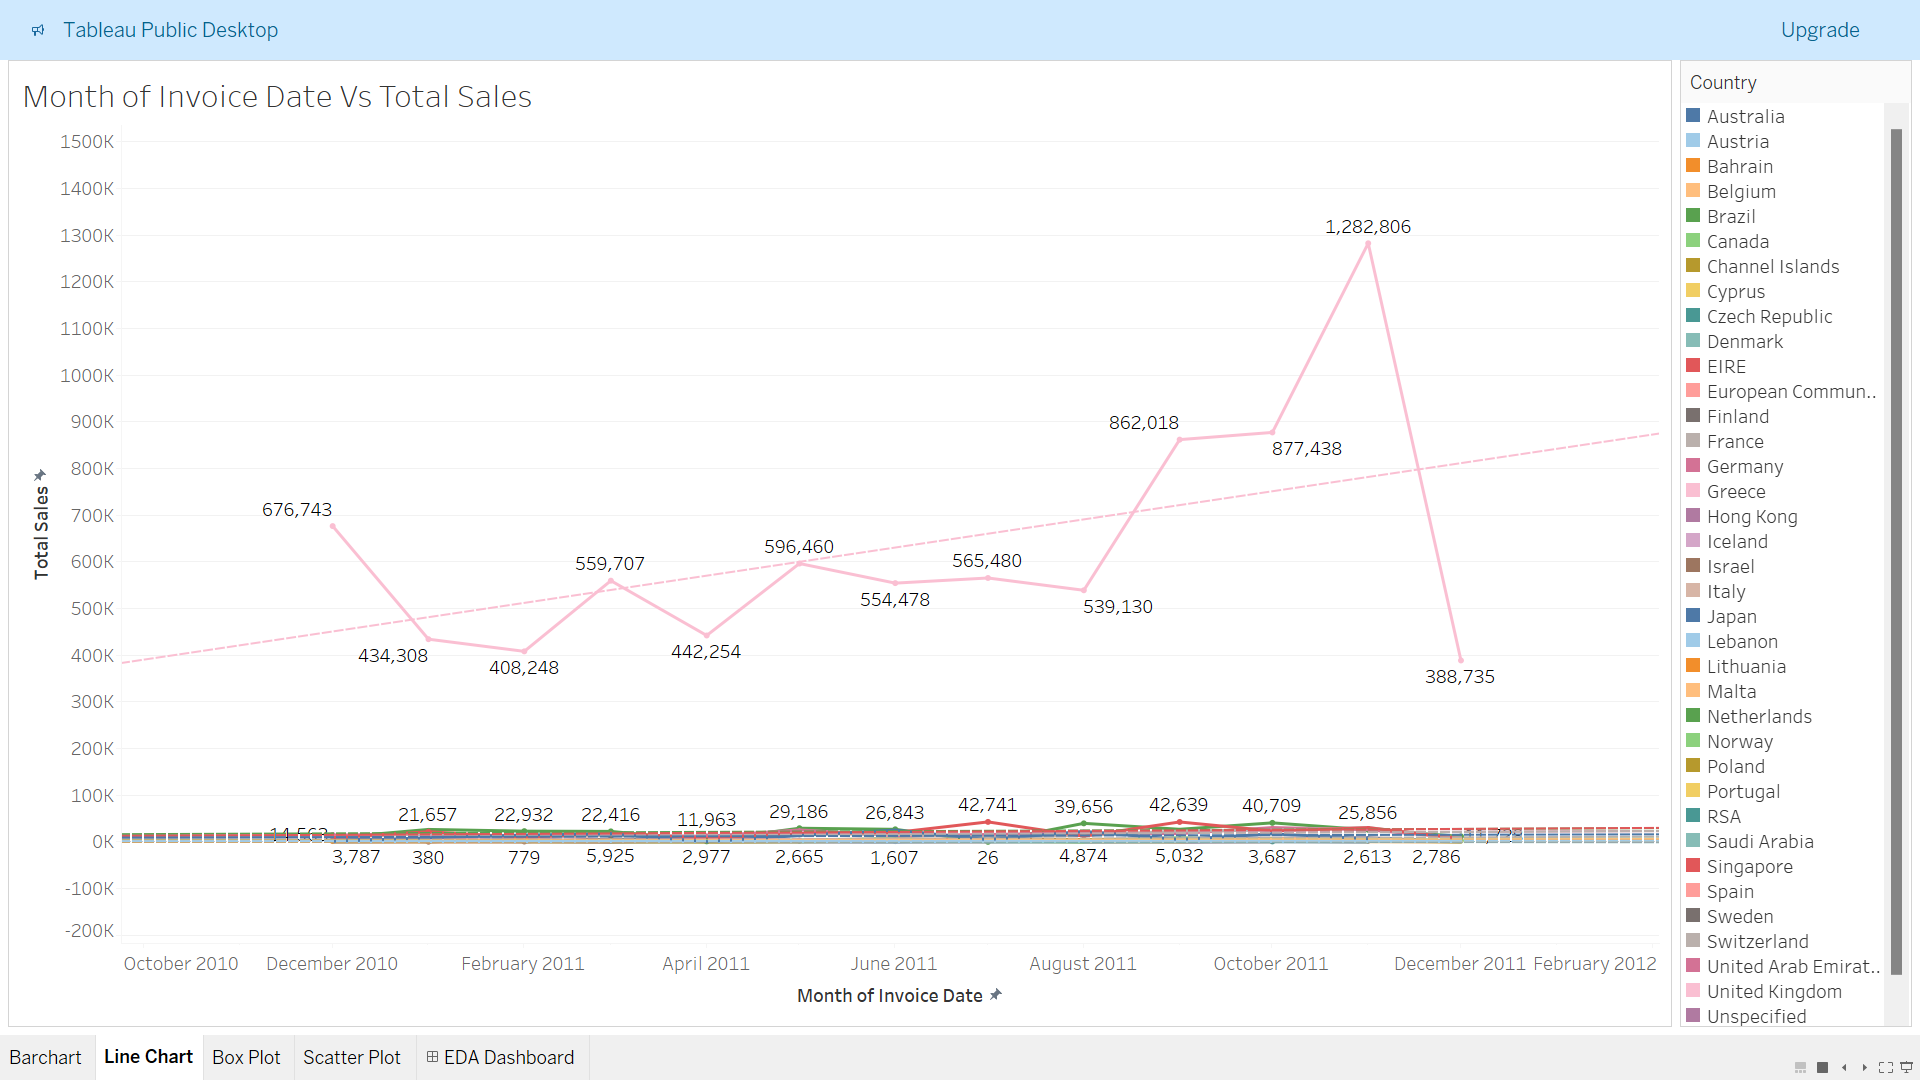 Tableau Public Desktop
Upgrade
Month of Invoice Date Vs Total Sales
1500K
1400K
1300K
1200K
1100K
1000K
900K
800K
700K
600K
500K
400K
300K
200K
100K
0K
-100K
-200K
Total Sales
676,743
434,308
408,248
559,707
442,254
596,460
554,478
565,480
539,130
862,018
877,438
1,282,806
388,735
14,563
21,657
22,932
22,416
11,963
29,186
26,843
42,741
39,656
42,639
40,709
25,856
3,787
380
779
5,925
2,977
2,665
1,607
26
4,874
5,032
3,687
2,613
2,786
October 2010
December 2010
February 2011
April 2011
June 2011
August 2011
October 2011
December 2011
February 2012
Month of Invoice Date
Country
Australia
Austria
Bahrain
Belgium
Brazil
Canada
Channel Islands
Cyprus
Czech Republic
Denmark
EIRE
European Commun..
Finland
France
Germany
Greece
Hong Kong
Iceland
Israel
Italy
Japan
Lebanon
Lithuania
Malta
Netherlands
Norway
Poland
Portugal
RSA
Saudi Arabia
Singapore
Spain
Sweden
Switzerland
United Arab Emirat..
United Kingdom
Unspecified
Barchart
Line Chart
Box Plot
Scatter Plot
EDA Dashboard